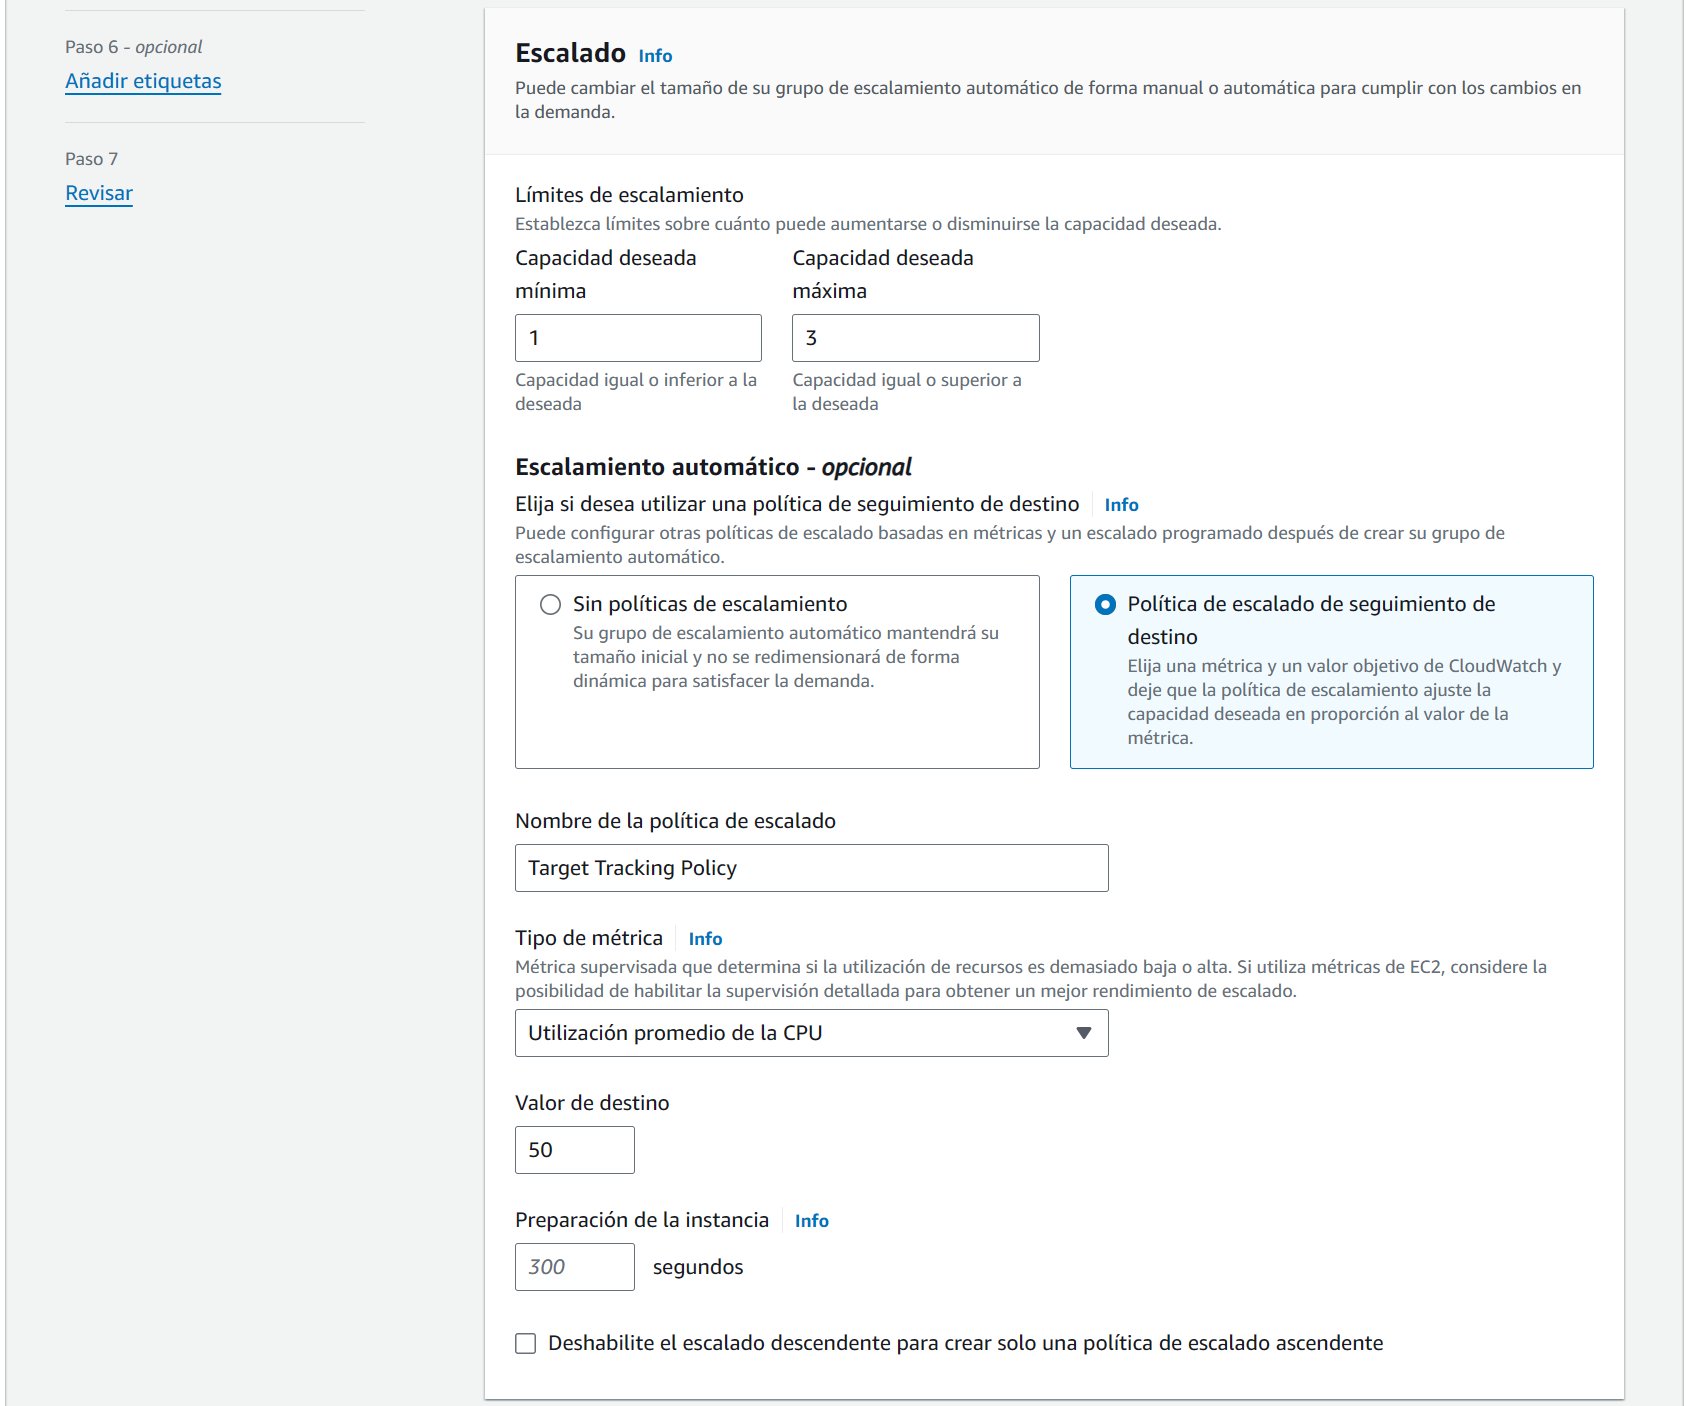 Paso 6 - opcional
Añadir etiquetas
Paso 7
Revisar
Escalado Info
Puede cambiar el tamaño de su grupo de escalamiento automático de forma manual o automática para cumplir con los cambios en
la demanda.
Límites de escalamiento
Establezca límites sobre cuánto puede aumentarse o disminuirse la capacidad deseada.
Capacidad deseada
mínima
1
Capacidad igual o inferior a la
deseada
Capacidad deseada
máxima
3
Capacidad igual o superior a
la deseada
Escalamiento automático - opcional
Elija si desea utilizar una política de seguimiento de destino Info
Puede configurar otras políticas de escalado basadas en métricas y un escalado programado después de crear su grupo de
escalamiento automático.
Sin políticas de escalamiento
Su grupo de escalamiento automático mantendrá su
tamaño inicial y no se redimensionará de forma
dinámica para satisfacer la demanda.
Política de escalado de seguimiento de
destino
Elija una métrica y un valor objetivo de CloudWatch y
deje que la política de escalamiento ajuste la
capacidad deseada en proporción al valor de la
métrica.
Nombre de la política de escalado
Target Tracking Policy
Tipo de métrica Info
Métrica supervisada que determina si la utilización de recursos es demasiado baja o alta. Si utiliza métricas de EC2, considere la
posibilidad de habilitar la supervisión detallada para obtener un mejor rendimiento de escalado.
Utilización promedio de la CPU
Valor de destino
50
Preparación de la instancia Info
300 segundos
Deshabilite el escalado descendente para crear solo una política de escalado ascendente